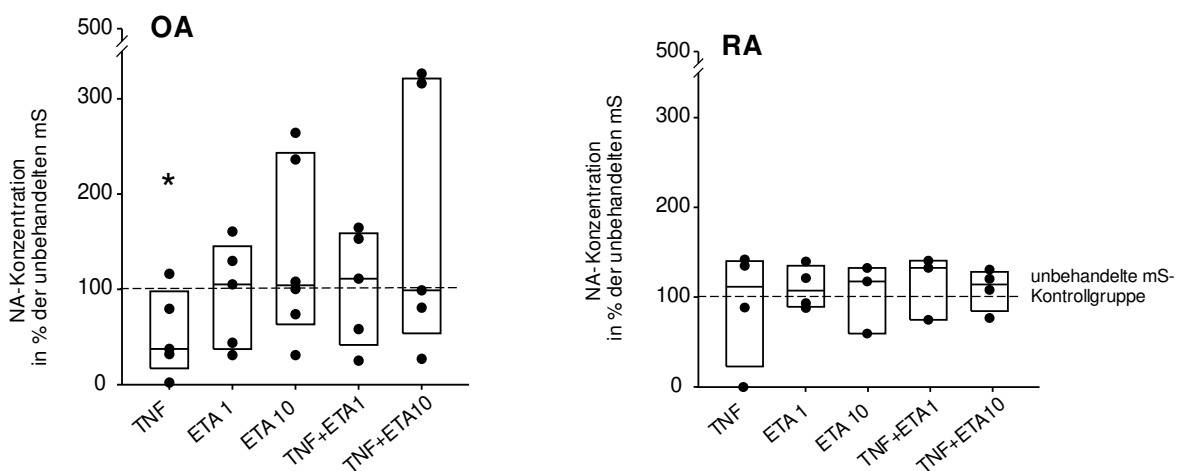 OA
NA-Konzentration
in % der unbehandelten mS
500
300
200
100
0
*
TNF
ETA 1
ETA 10
TNF+ETA1
TNF+ETA10
RA
NA-Konzentration
in % der unbehandelten mS
500
300
200
100
0
TNF
ETA 1
ETA 10
TNF+ETA1
TNF+ETA10
unbehandelte mS-
Kontrollgruppe